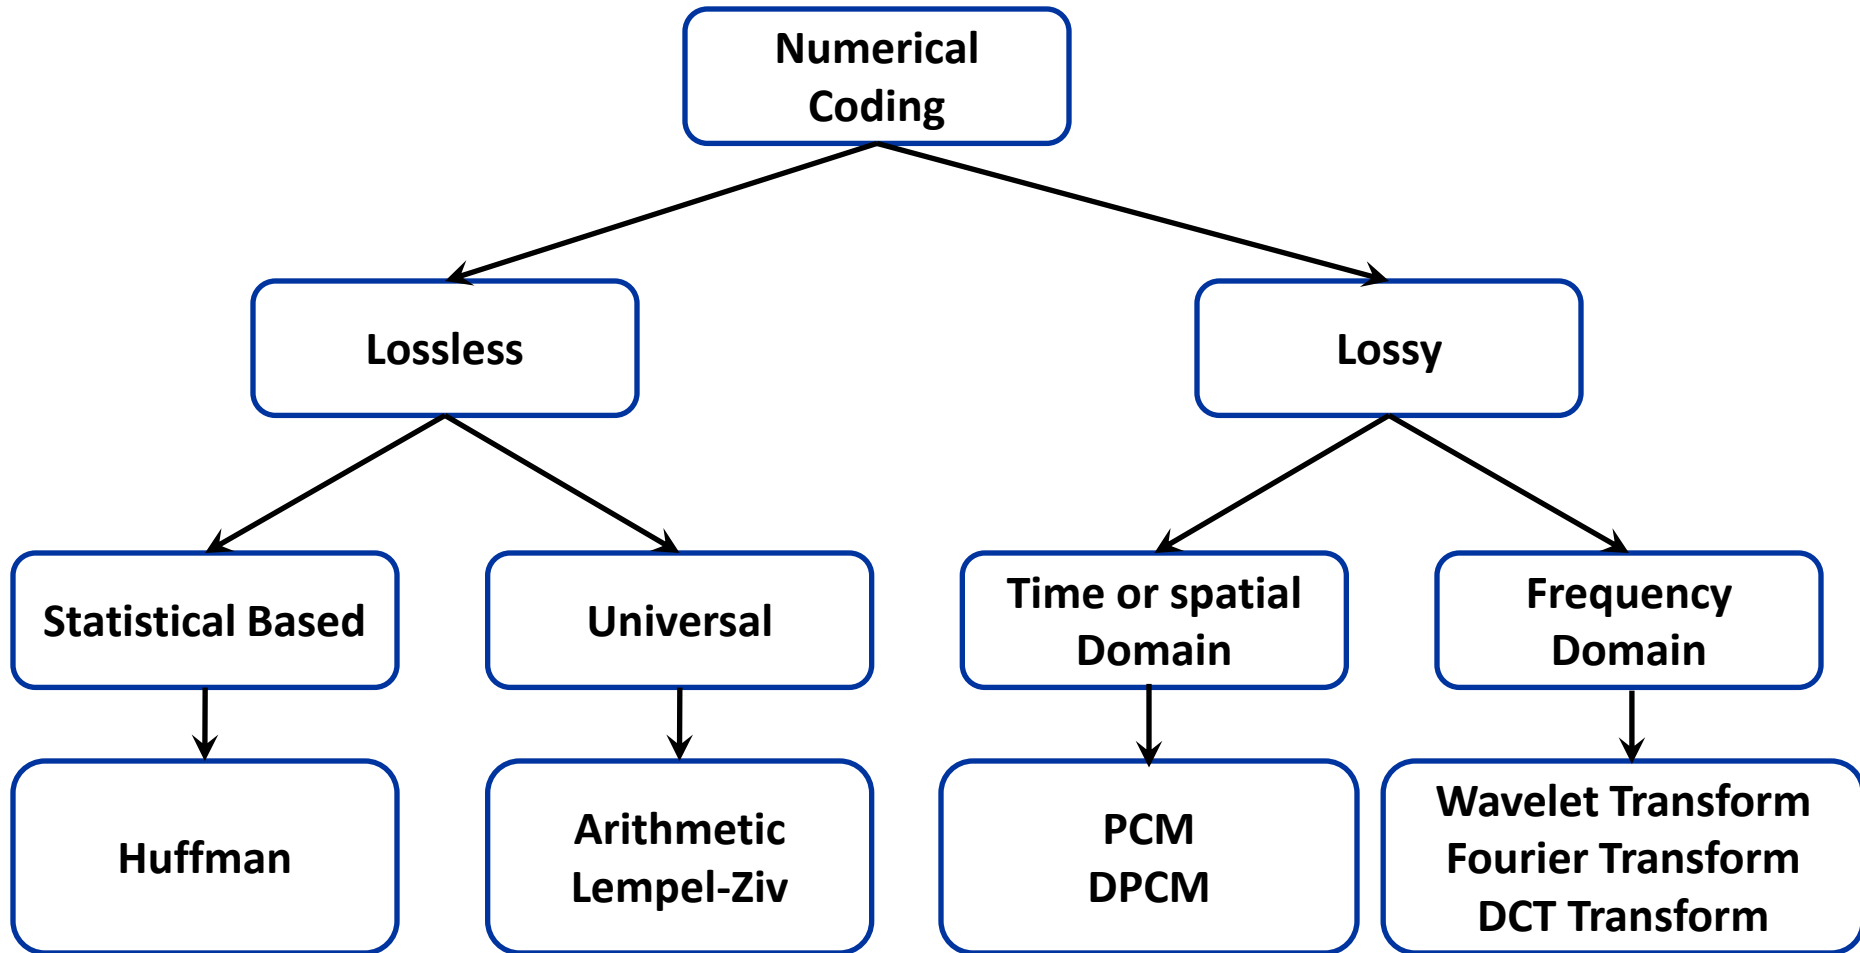 Numerical
Coding
Lossless
Lossy
Statistical Based
Universal
Time or spatial
Domain
Frequency
Domain
Huffman
Arithmetic
Lempel-Ziv
PCM
DPCM
Wavelet Transform
Fourier Transform
DCT Transform